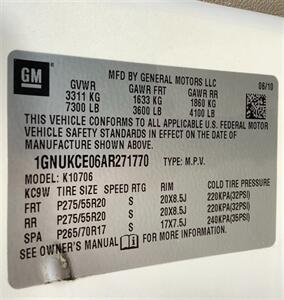 GM
MFD BY GENERAL MOTORS LLC
GVWR GAWR FRT GAWR RR 06/10
3311 KG 1633 KG 1860 KG
7300 LB 3600 LB 4100 LB
THIS VEHICLE CONFORMS TO ALL APPLICABLE U.S. FEDERAL MOTOR
VEHICLE SAFETY STANDARDS IN EFFECT ON THE DATE OF
MANUFACTURE SHOWN ABOVE.
1GNUKCE06AR271770 TYPE: M.P.V.
MODEL: K10706
KC9W TIRE SIZE SPEED RTG RIM COLD TIRE PRESSURE
FRT P275/55R20 S 20X8.5J 220KPA(32PSI)
RR P275/55R20 S 20X8.5J 220KPA(32PSI)
SPA P265/70R17 S 17X7.5J 240KPA(35PSI)
SEE OWNER'S MANUAL FOR MORE INFORMATION.